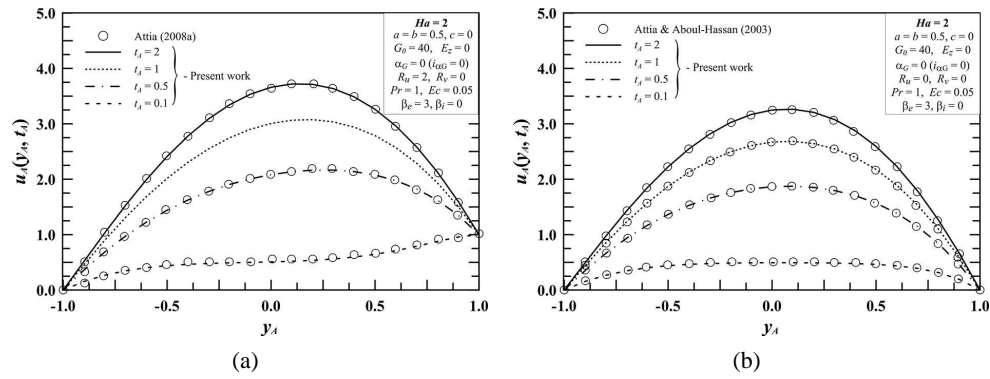 5.0
4.0
3.0
2.0
1.0
0.0
u_A(y_A, t_A)
Attia (2008a)
t_A = 2
t_A = 1
t_A = 0.5
t_A = 0.1
- Present work
Ha = 2
a = b = 0.5, c = 0
G_0 = 40, E_z = 0
α_G = 0 (i_{αG} = 0)
R_u = 2, R_v = 0
Pr = 1, Ec = 0.05
β_e = 3, β_i = 0
-1.0 -0.5 0.0 0.5 1.0
y_A
(a)
5.0
4.0
3.0
2.0
1.0
0.0
u_A(y_A, t_A)
Attia & Aboul-Hassan (2003)
t_A = 2
t_A = 1
t_A = 0.5
t_A = 0.1
- Present work
Ha = 2
a = b = 0.5, c = 0
G_0 = 40, E_z = 0
α_G = 0 (i_{αG} = 0)
R_u = 0, R_v = 0
Pr = 1, Ec = 0.05
β_e = 3, β_i = 0
-1.0 -0.5 0.0 0.5 1.0
y_A
(b)